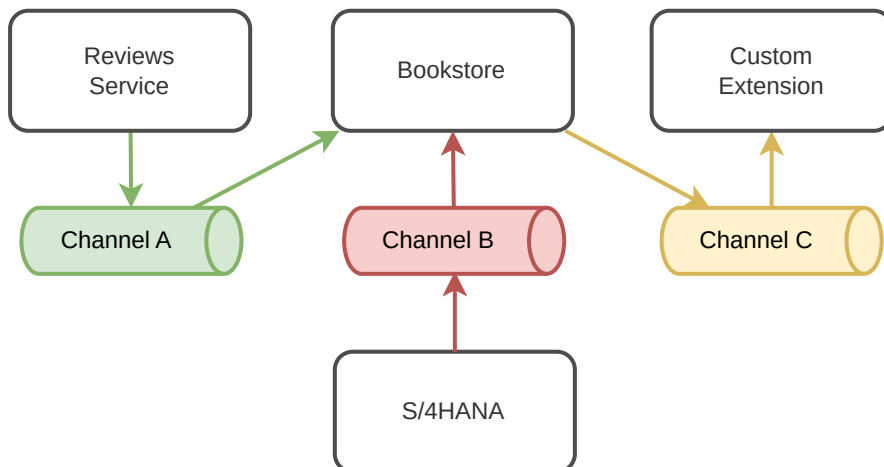 Reviews
Service
Bookstore
Custom
Extension
Channel A
Channel B
Channel C
S/4HANA